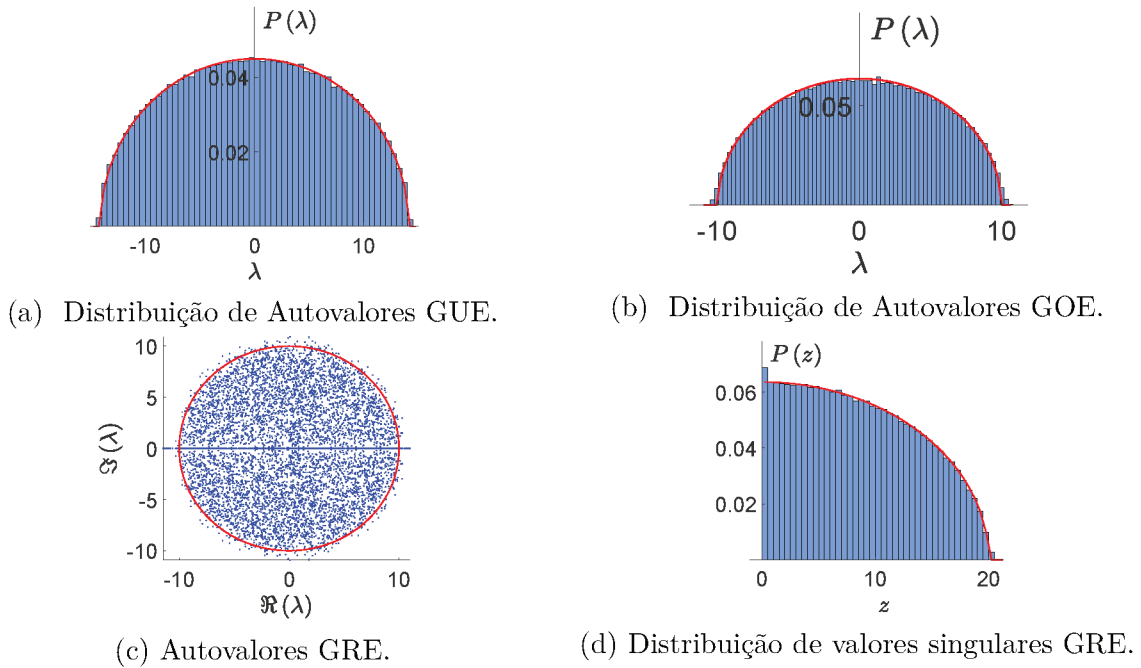 P (λ)
0.04
0.02
-10 0 10
λ
(a) Distribuição de Autovalores GUE.
P (λ)
0.05
-10 0 10
λ
(b) Distribuição de Autovalores GOE.
10
5
0
-5
-10
ℑ (λ)
-10 0 10
ℜ (λ)
(c) Autovalores GRE.
P (z)
0.06
0.04
0.02
0 10 20
z
(d) Distribuição de valores singulares GRE.